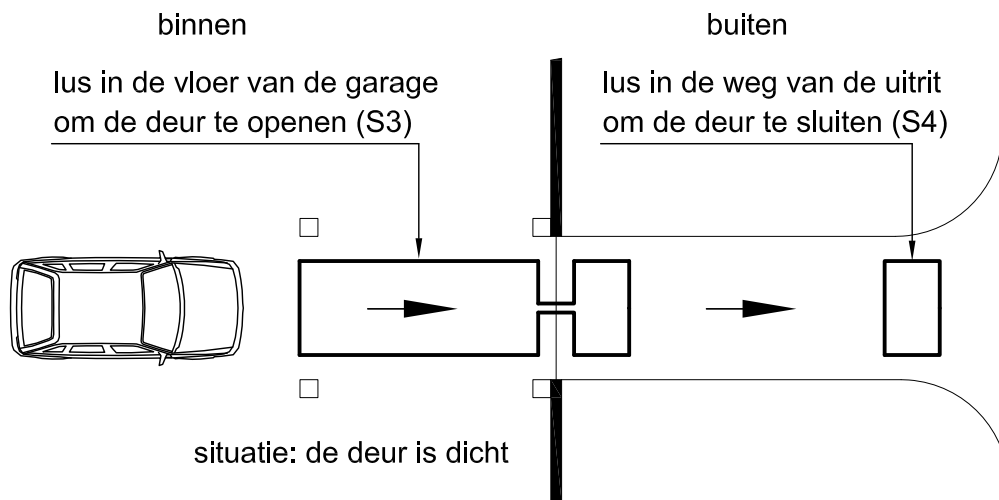 binnen
buiten
lus in de vloer van de garage
om de deur te openen (S3)
lus in de weg van de uitrit
om de deur te sluiten (S4)
situatie: de deur is dicht